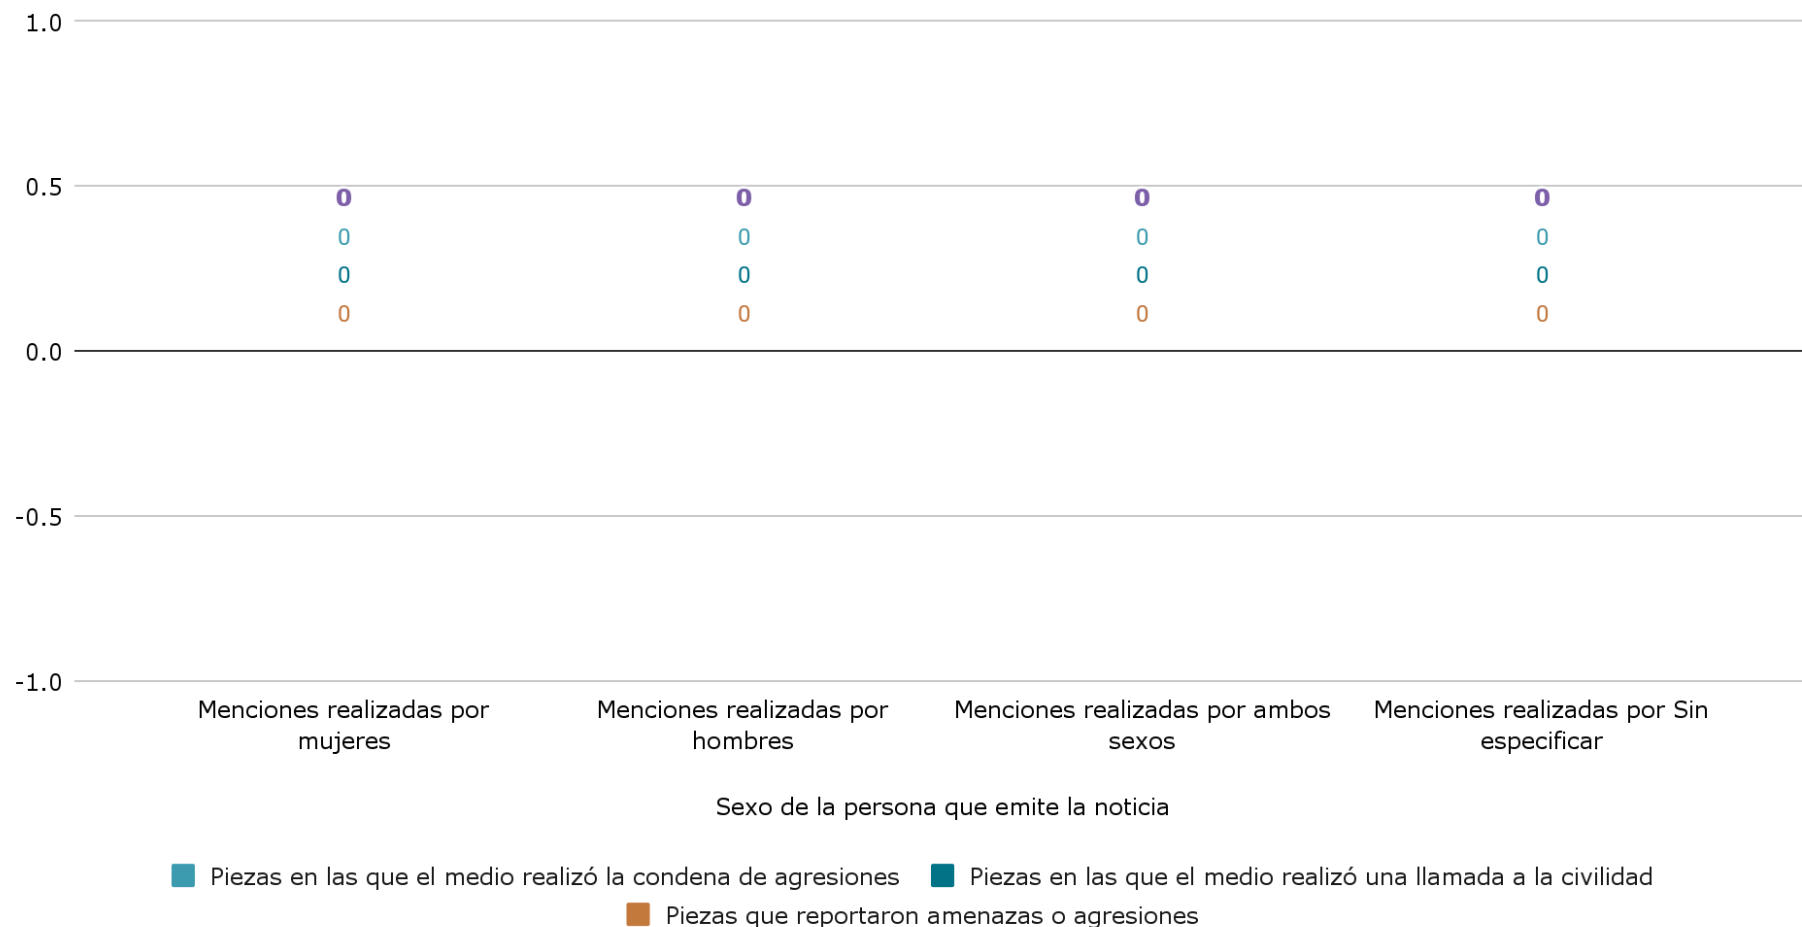 1.0
0.5
0 0 0 0
0 0 0 0
0 0 0 0
0 0 0 0
0.0
-0.5
-1.0
Menciones realizadas por
mujeres
Menciones realizadas por
hombres
Menciones realizadas por ambos
sexos
Menciones realizadas por Sin
especificar
Sexo de la persona que emite la noticia
Piezas en las que el medio realizó la condena de agresiones
Piezas en las que el medio realizó una llamada a la civilidad
Piezas que reportaron amenazas o agresiones